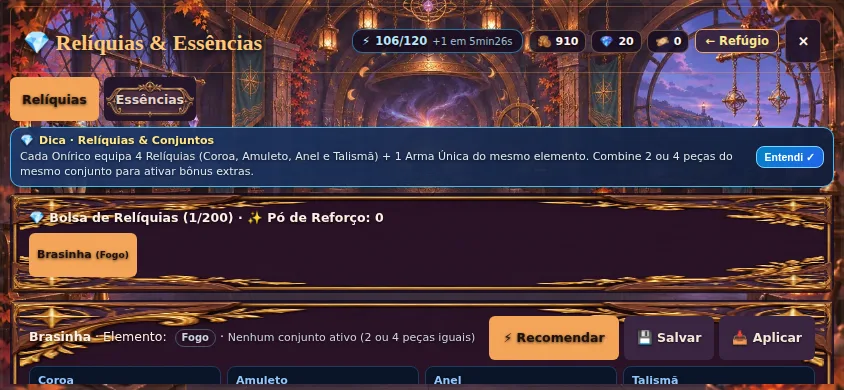 💎 Relíquias & Essências
⚡ 106/120 +1 em 5min26s
910
💎 20
0
← Refúgio
✕
Relíquias
Essências
💎 Dica · Relíquias & Conjuntos
Cada Onírico equipa 4 Relíquias (Coroa, Amuleto, Anel e Talismã) + 1 Arma Única do mesmo elemento. Combine 2 ou 4 peças do
mesmo conjunto para ativar bônus extras.
Entendi ✓
💎 Bolsa de Relíquias (1/200) · ✨ Pó de Reforço: 0
Brasinha (Fogo)
Brasinha · Elemento: Fogo · Nenhum conjunto ativo (2 ou 4 peças iguais)
⚡ Recomendar
💾 Salvar
📥 Aplicar
Coroa
Amuleto
Anel
Talismã